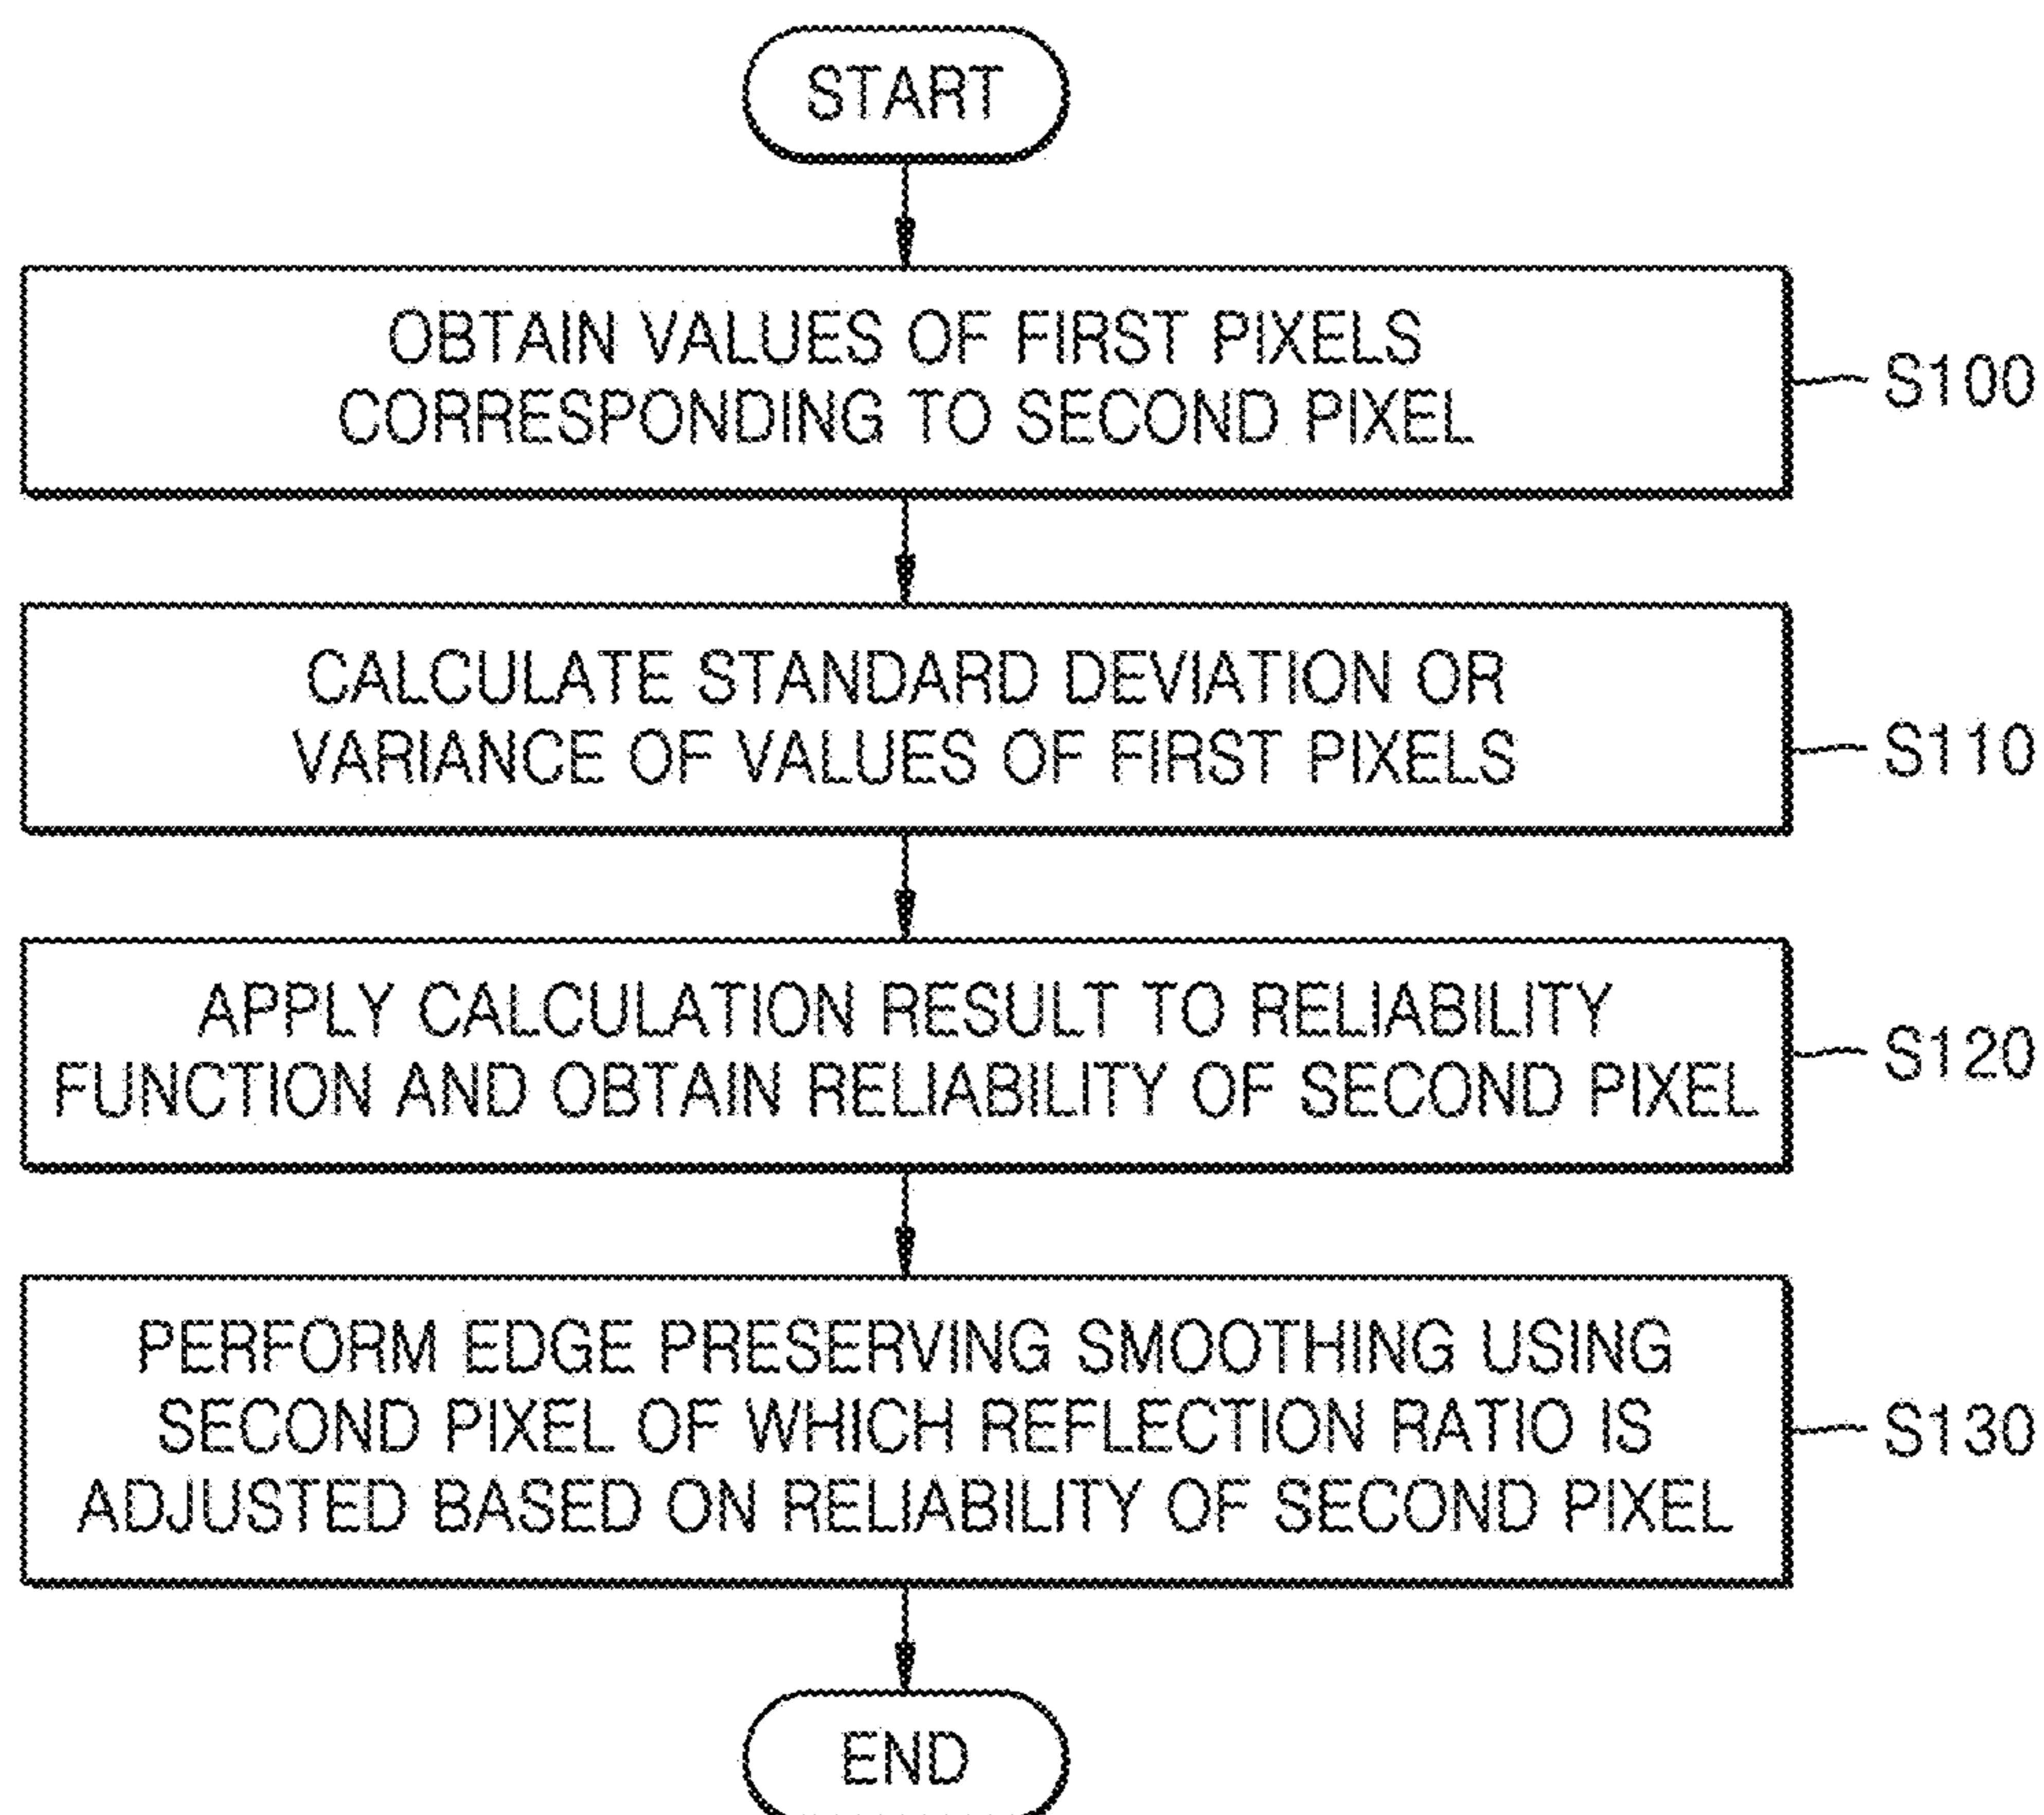 START
OBTAIN VALUES OF FIRST PIXELS
CORRESPONDING TO SECOND PIXEL
S100
CALCULATE STANDARD DEVIATION OR
VARIANCE OF VALUES OF FIRST PIXELS
S110
APPLY CALCULATION RESULT TO RELIABILITY
FUNCTION AND OBTAIN RELIABILITY OF SECOND PIXEL
S120
PERFORM EDGE PRESERVING SMOOTHING USING
SECOND PIXEL OF WHICH REFLECTION RATIO IS
ADJUSTED BASED ON RELIABILITY OF SECOND PIXEL
S130
END